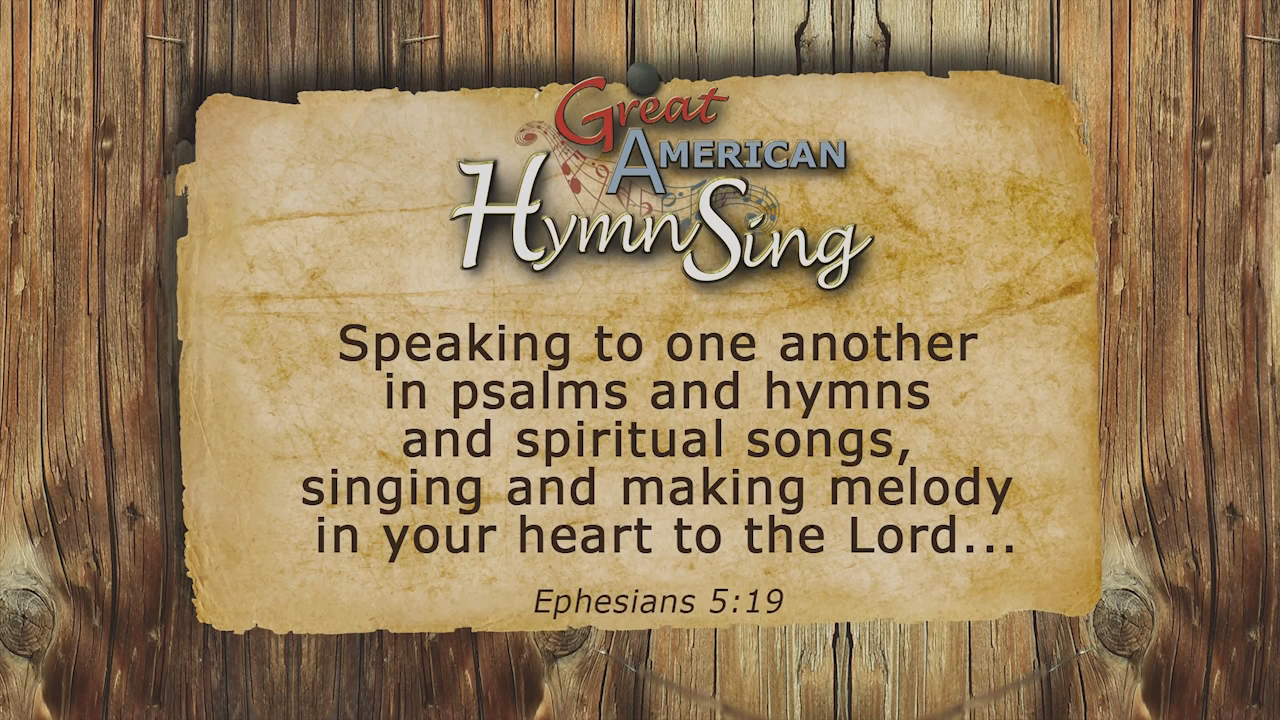 Great
AMERICAN
HymnSing
Speaking to one another
in psalms and hymns
and spiritual songs,
singing and making melody
in your heart to the Lord...
Ephesians 5:19